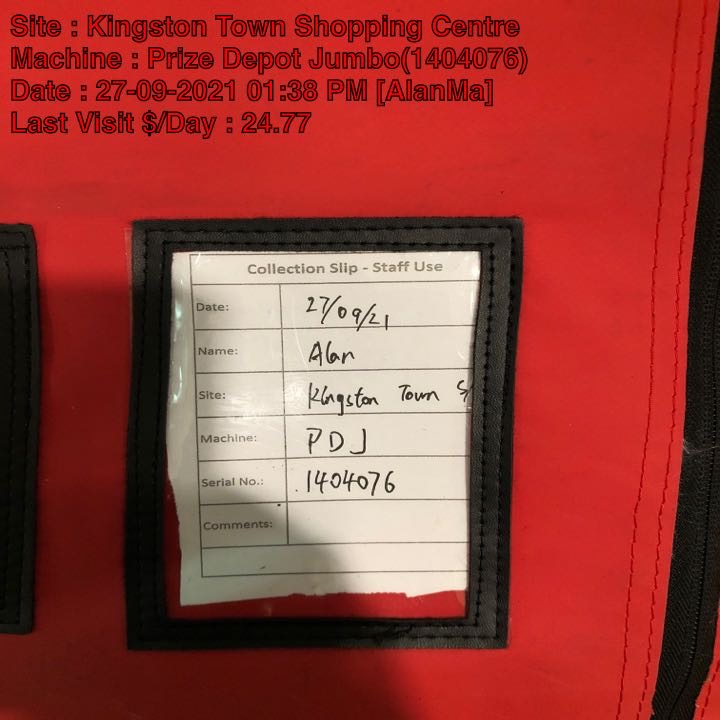 Site : Kingston Town Shopping Centre
Machine : Prize Depot Jumbo(1404076)
Date : 27-09-2021 01:38 PM [AlanMa]
Last Visit $/Day : 24.77
Collection Slip - Staff Use
Date: 27/09/21
Name: Alan
Site: Kingston Town S
Machine: PDJ
Serial No.: 1404076
Comments: